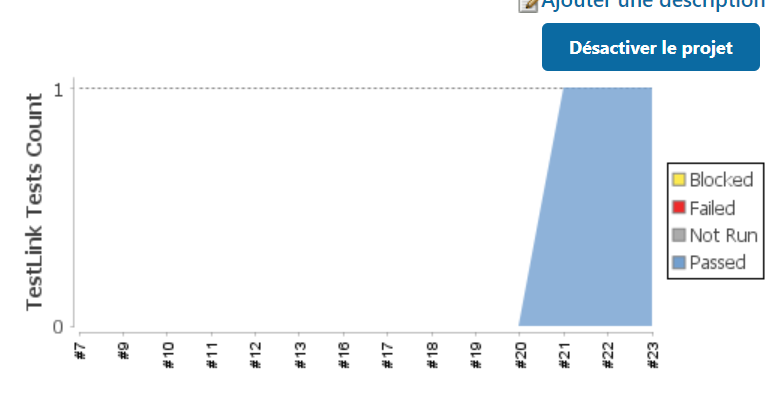 Ajouter une description
Désactiver le projet
TestLink Tests Count
1
0
#7 #9 #10 #11 #12 #13 #16 #17 #18 #19 #20 #21 #22 #23
Blocked
Failed
Not Run
Passed